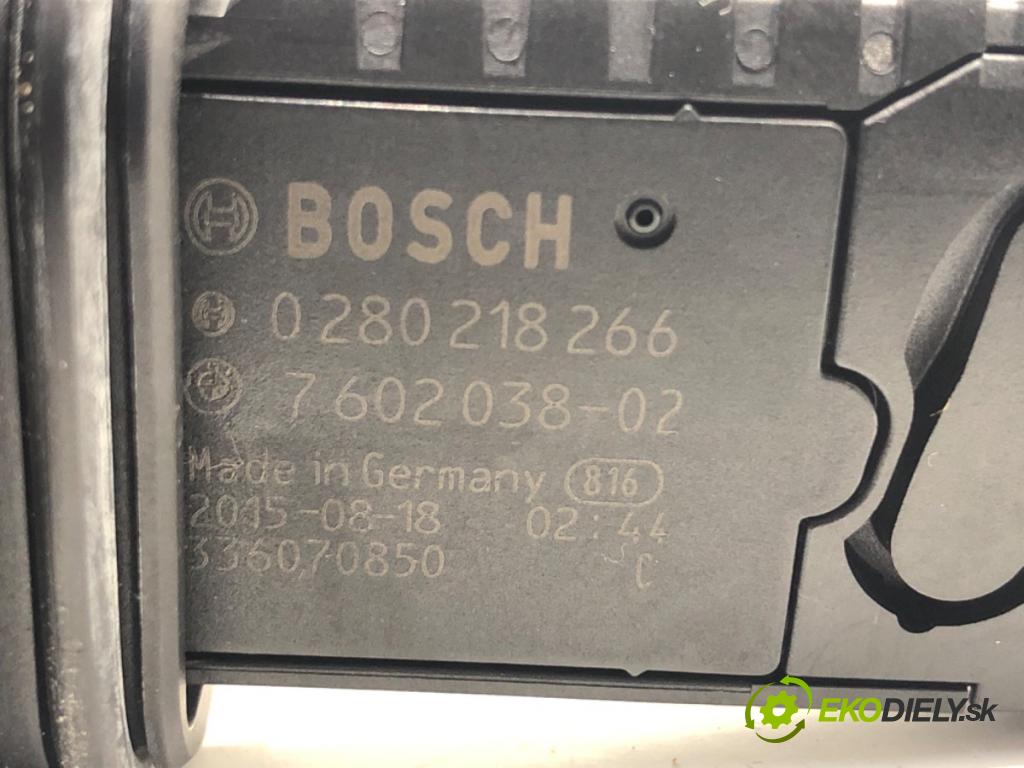 BOSCH
0 280 218 266
7 602 038-02
Made in Germany 816
2015-08-18 02:44
336070850 C
EKODIELY.sk